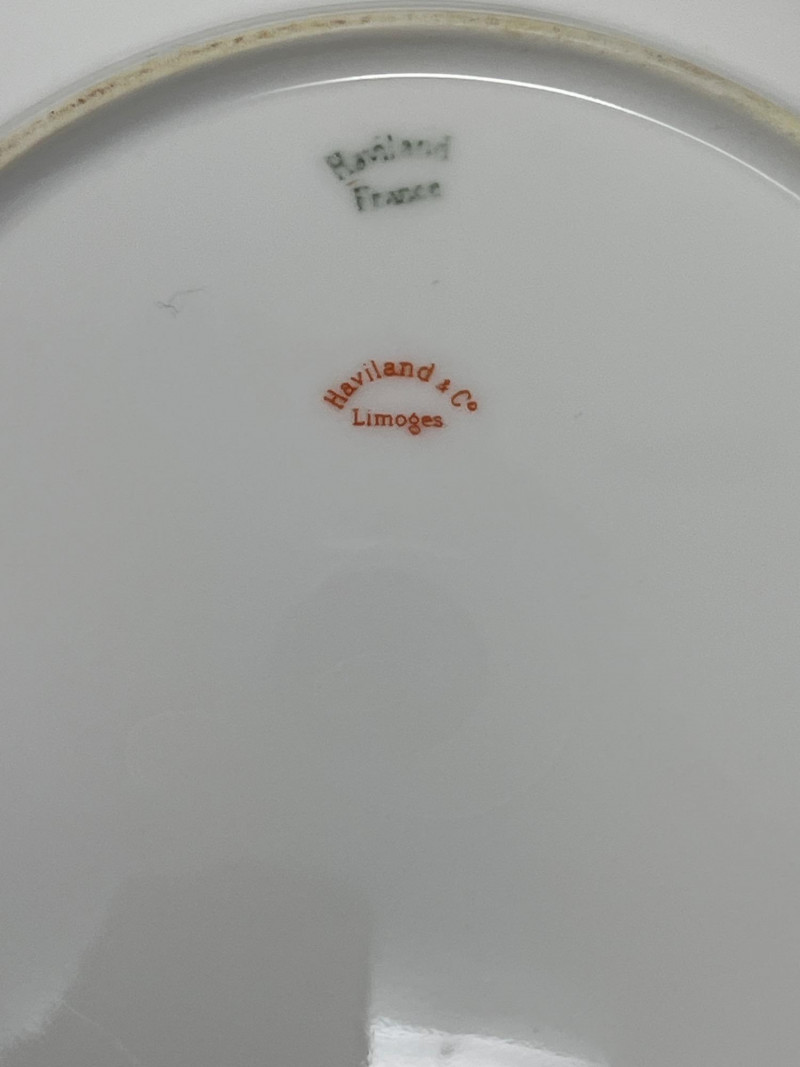 Haviland
France
Haviland & Co
Limoges